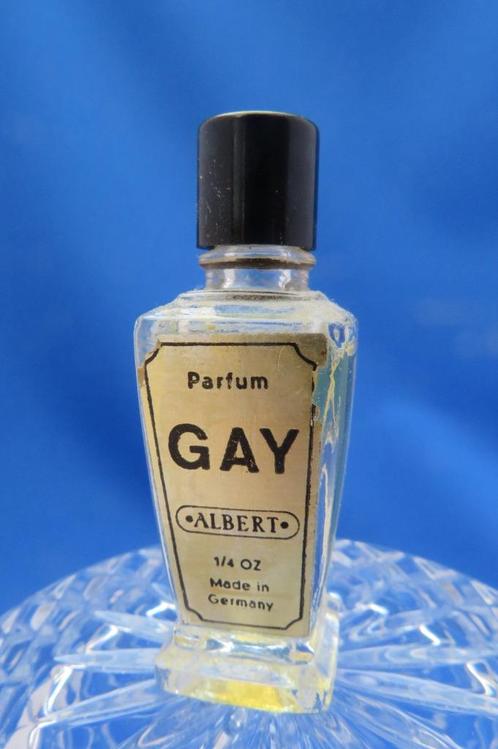 Parfum
GAY
•ALBERT•
1/4 OZ
Made in
Germany